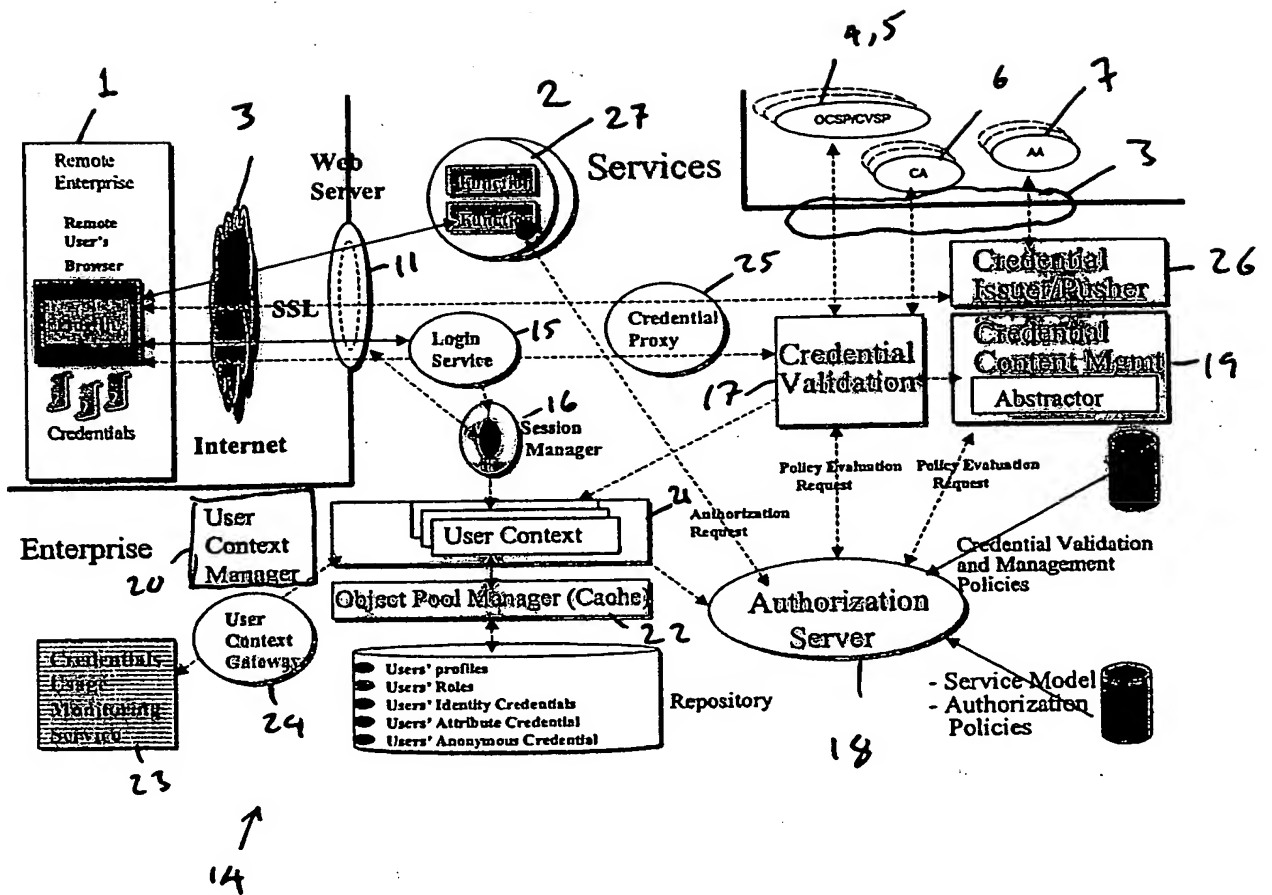 4,5
1
3
2
27
6
7
3
OCSP/CVSP
CA
AA
Remote
Enterprise
Remote
User's
Browser
Web
Server
Function
Function
Services
11
SSL
25
Credential
Proxy
Credential
Issuer/Pusher
26
15
Login
Service
Credential
Validation
17
Credential
Content Mgmt
Abstractor
19
Credentials
Internet
16
Session
Manager
Policy Evaluation
Request
Policy Evaluation
Request
Enterprise
20
User
Context
Manager
User Context
21
Authorization
Request
Credential Validation
and Management
Policies
Object Pool Manager (Cache)
22
Authorization
Server
18
User
Context
Gateway
24
Credentials
Usage
Monitoring
Service
23
Users' profiles
Users' Roles
Users' Identity Credentials
Users' Attribute Credential
Users' Anonymous Credential
Repository
- Service Model
- Authorization
Policies
14